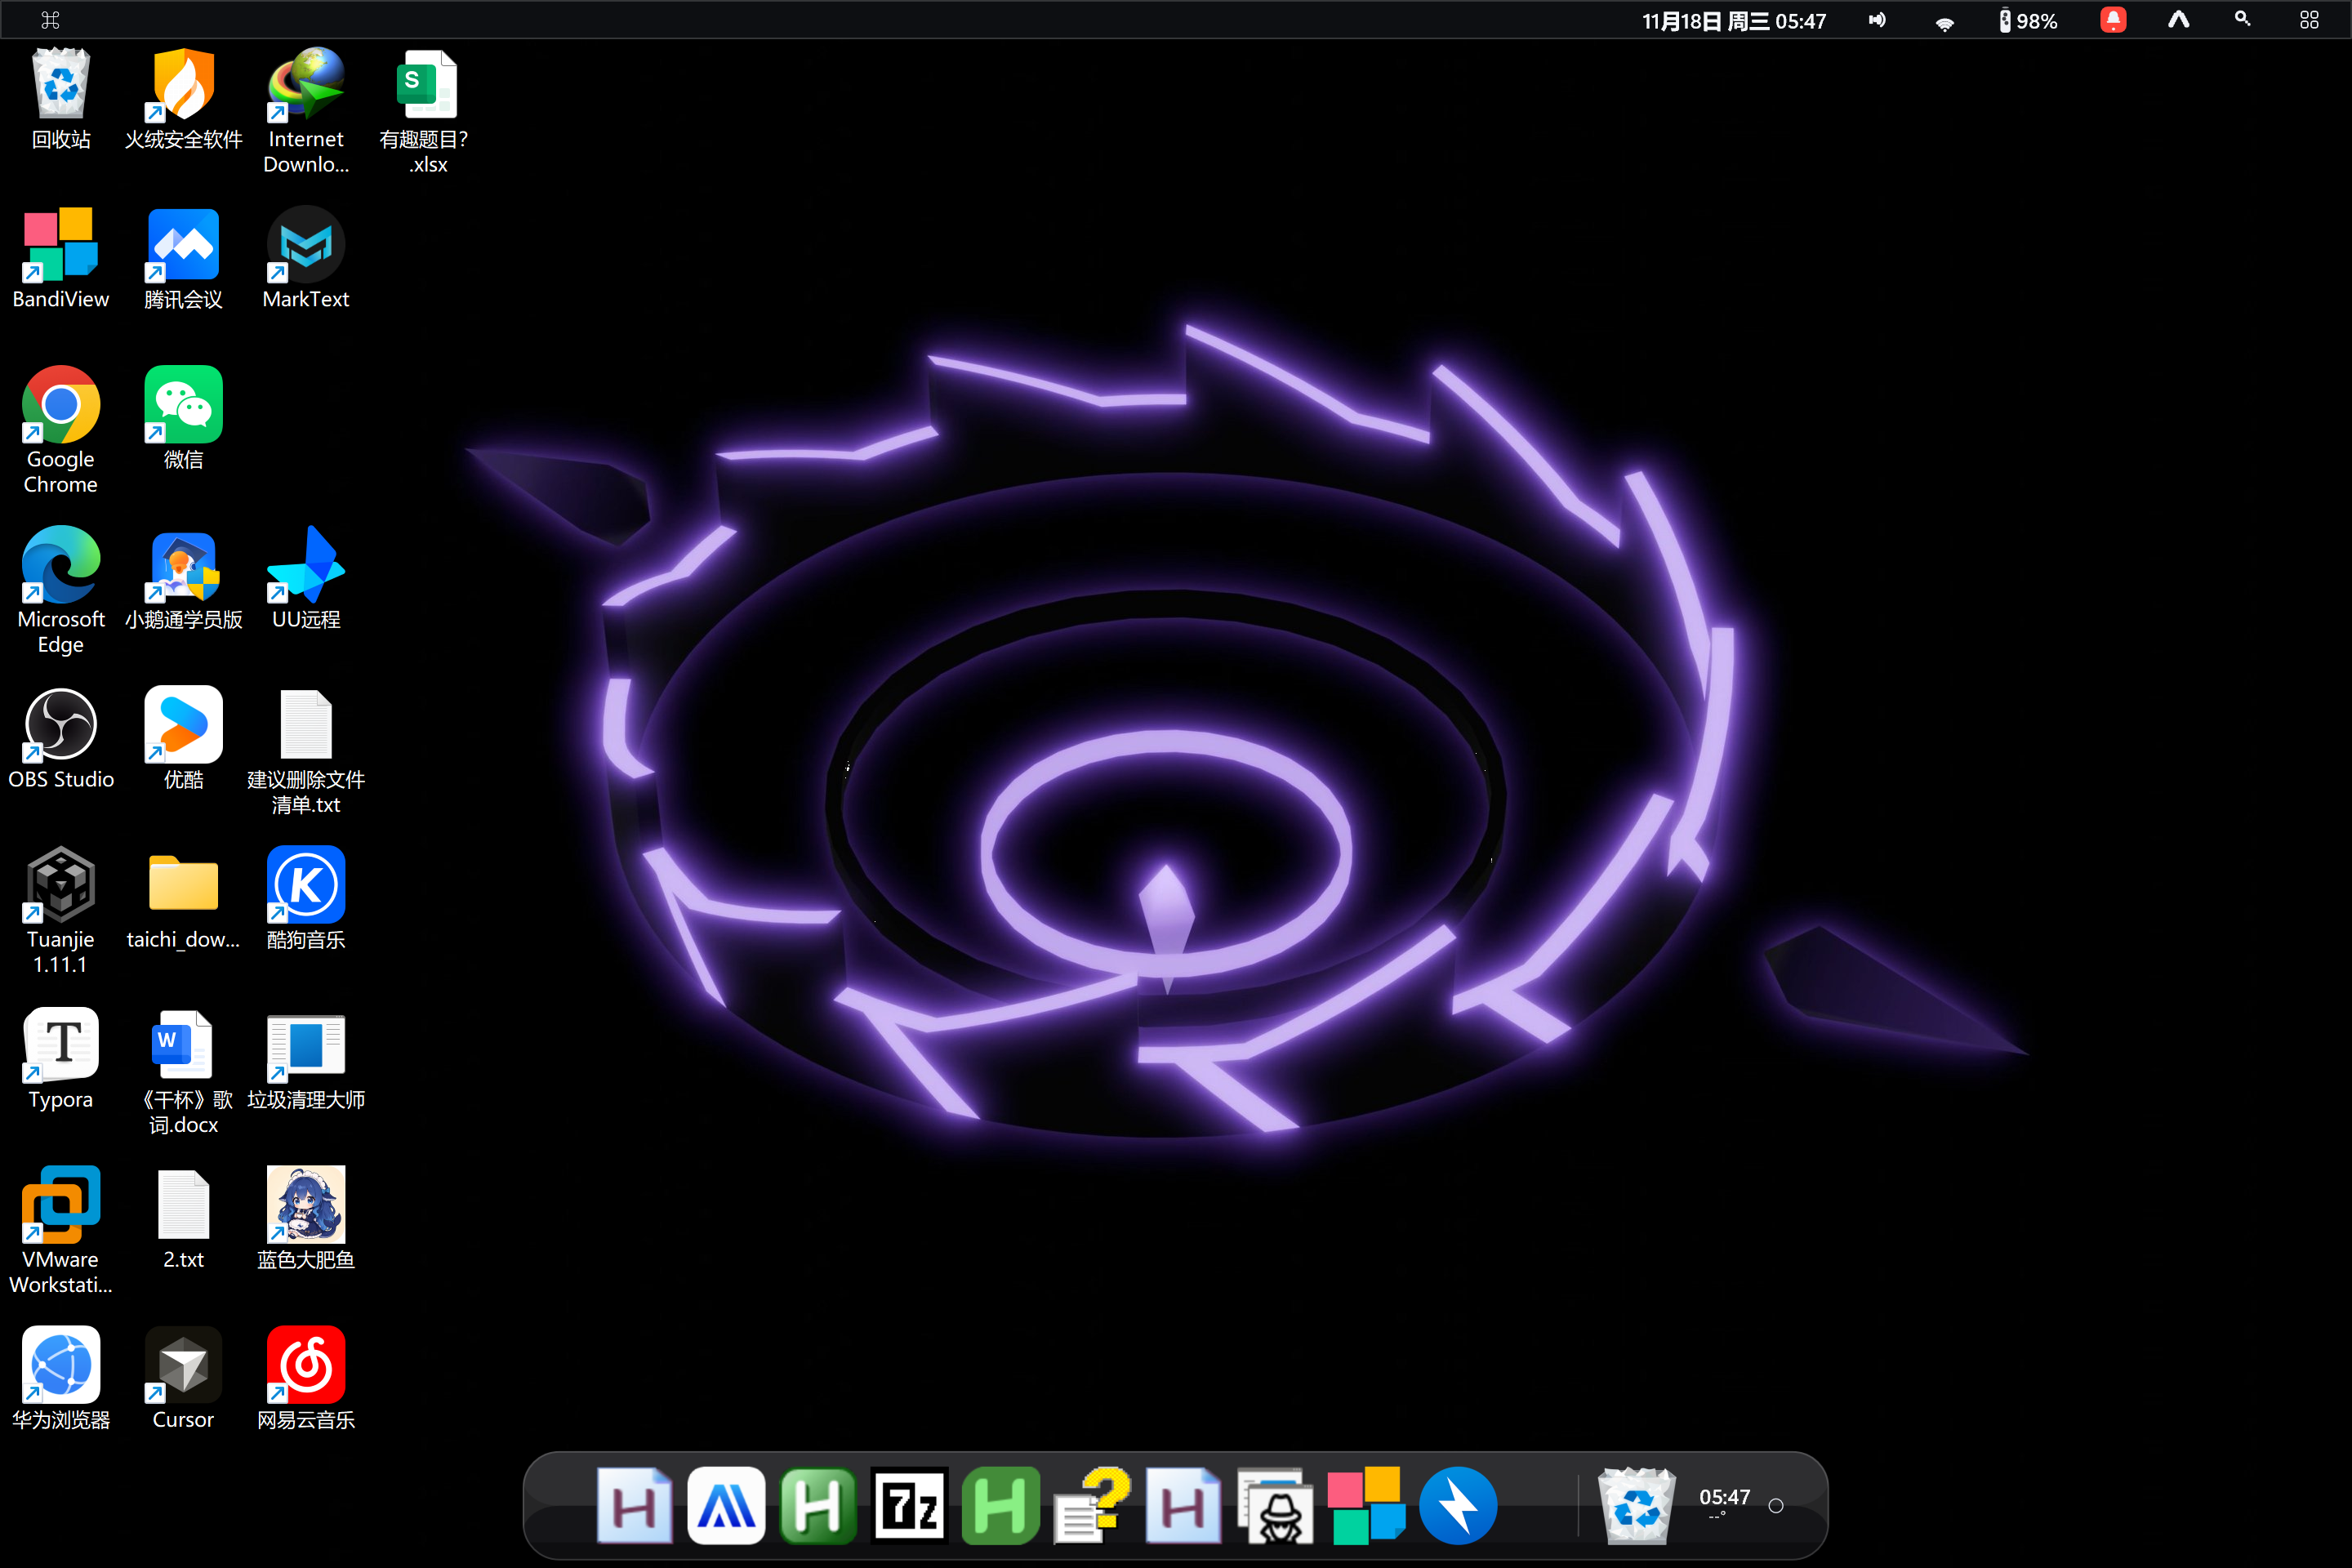 11月18日 周三 05:47
98%
回收站
火绒安全软件
Internet
Downlo...
有趣题目?
.xlsx
BandiView
腾讯会议
MarkText
Google
Chrome
微信
Microsoft
Edge
小鹅通学员版
UU远程
OBS Studio
优酷
建议删除文件
清单.txt
Tuanjie
1.11.1
taichi_dow...
酷狗音乐
Typora
《干杯》歌
词.docx
垃圾清理大师
VMware
Workstati...
2.txt
蓝色大肥鱼
华为浏览器
Cursor
网易云音乐
05:47
--°